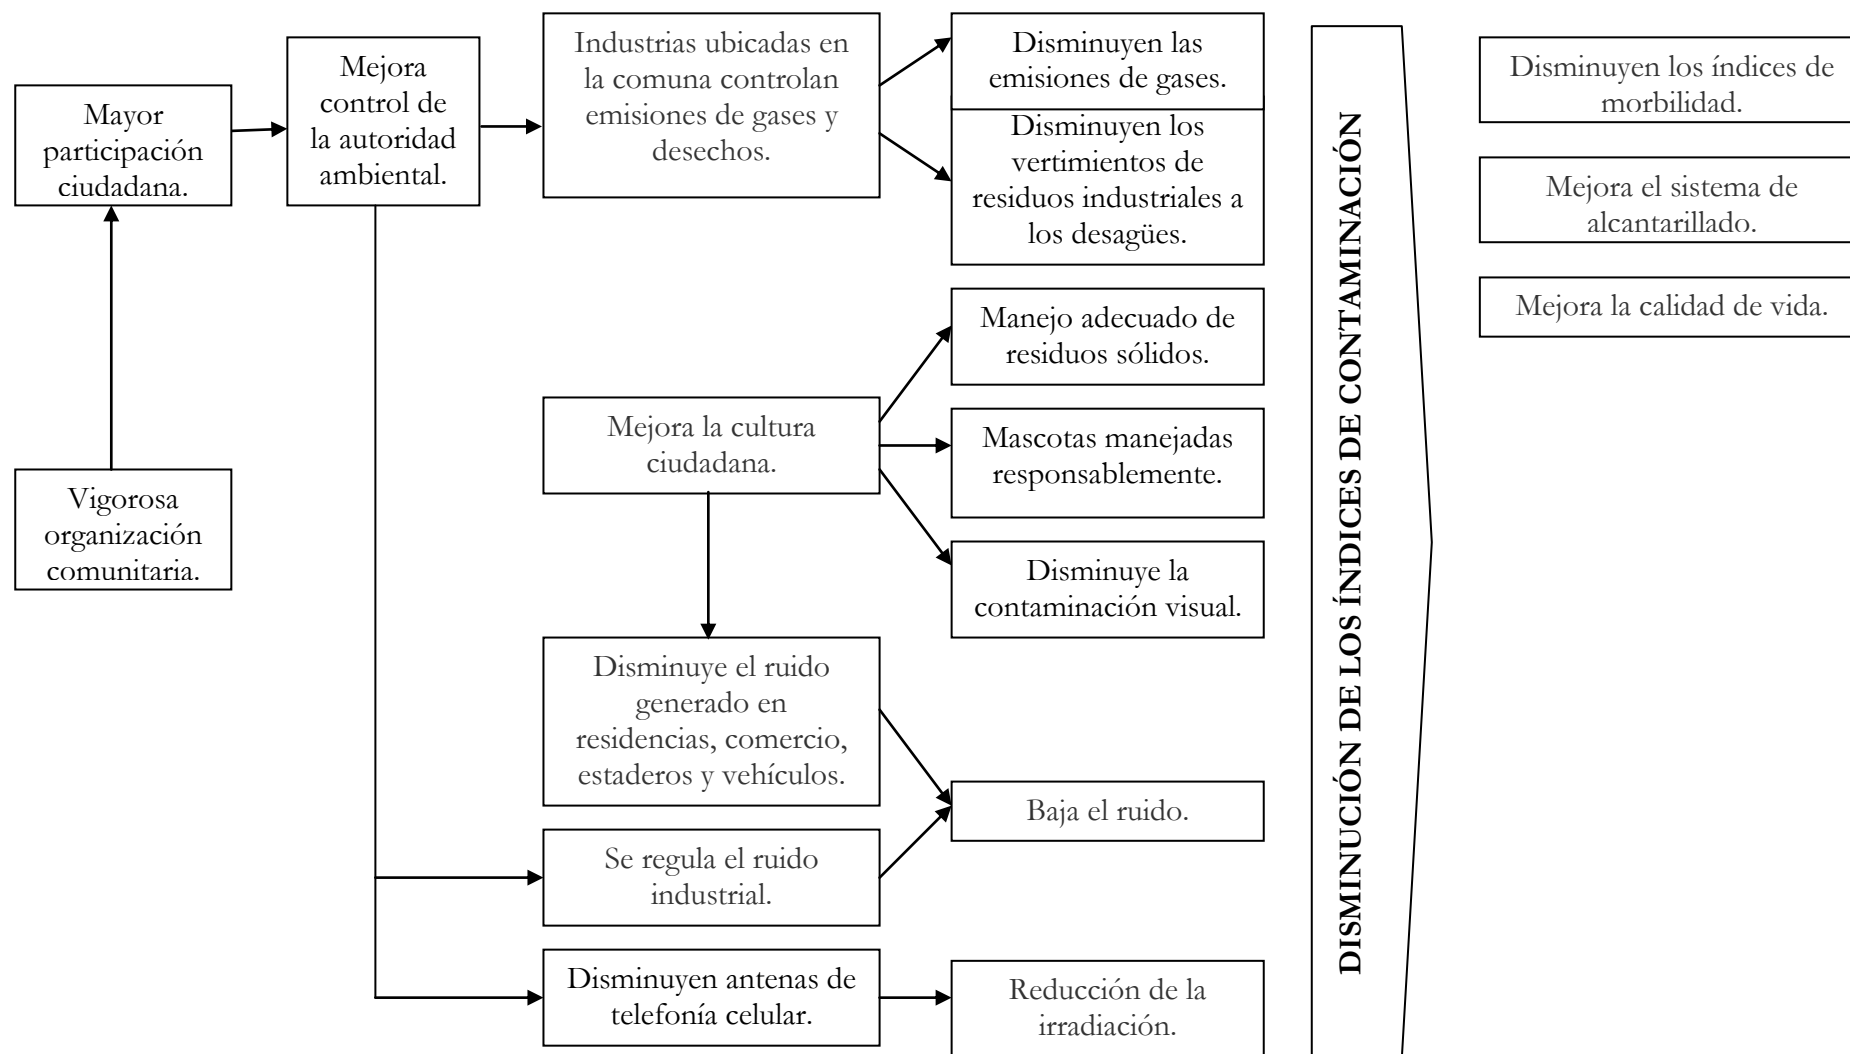 Mayor
participación
ciudadana.
Vigorosa
organización
comunitaria.
Mejora
control de
la autoridad
ambiental.
Industrias ubicadas en
la comuna controlan
emisiones de gases y
desechos.
Mejora la cultura
ciudadana.
Disminuye el ruido
generado en
residencias, comercio,
estaderos y vehículos.
Se regula el ruido
industrial.
Disminuyen antenas de
telefonía celular.
Disminuyen las
emisiones de gases.
Disminuyen los
vertimientos de
residuos industriales a
los desagües.
Manejo adecuado de
residuos sólidos.
Mascotas manejadas
responsablemente.
Disminuye la
contaminación visual.
Baja el ruido.
Reducción de la
irradiación.
DISMINUCIÓN DE LOS ÍNDICES DE CONTAMINACIÓN
Disminuyen los índices de
morbilidad.
Mejora el sistema de
alcantarillado.
Mejora la calidad de vida.